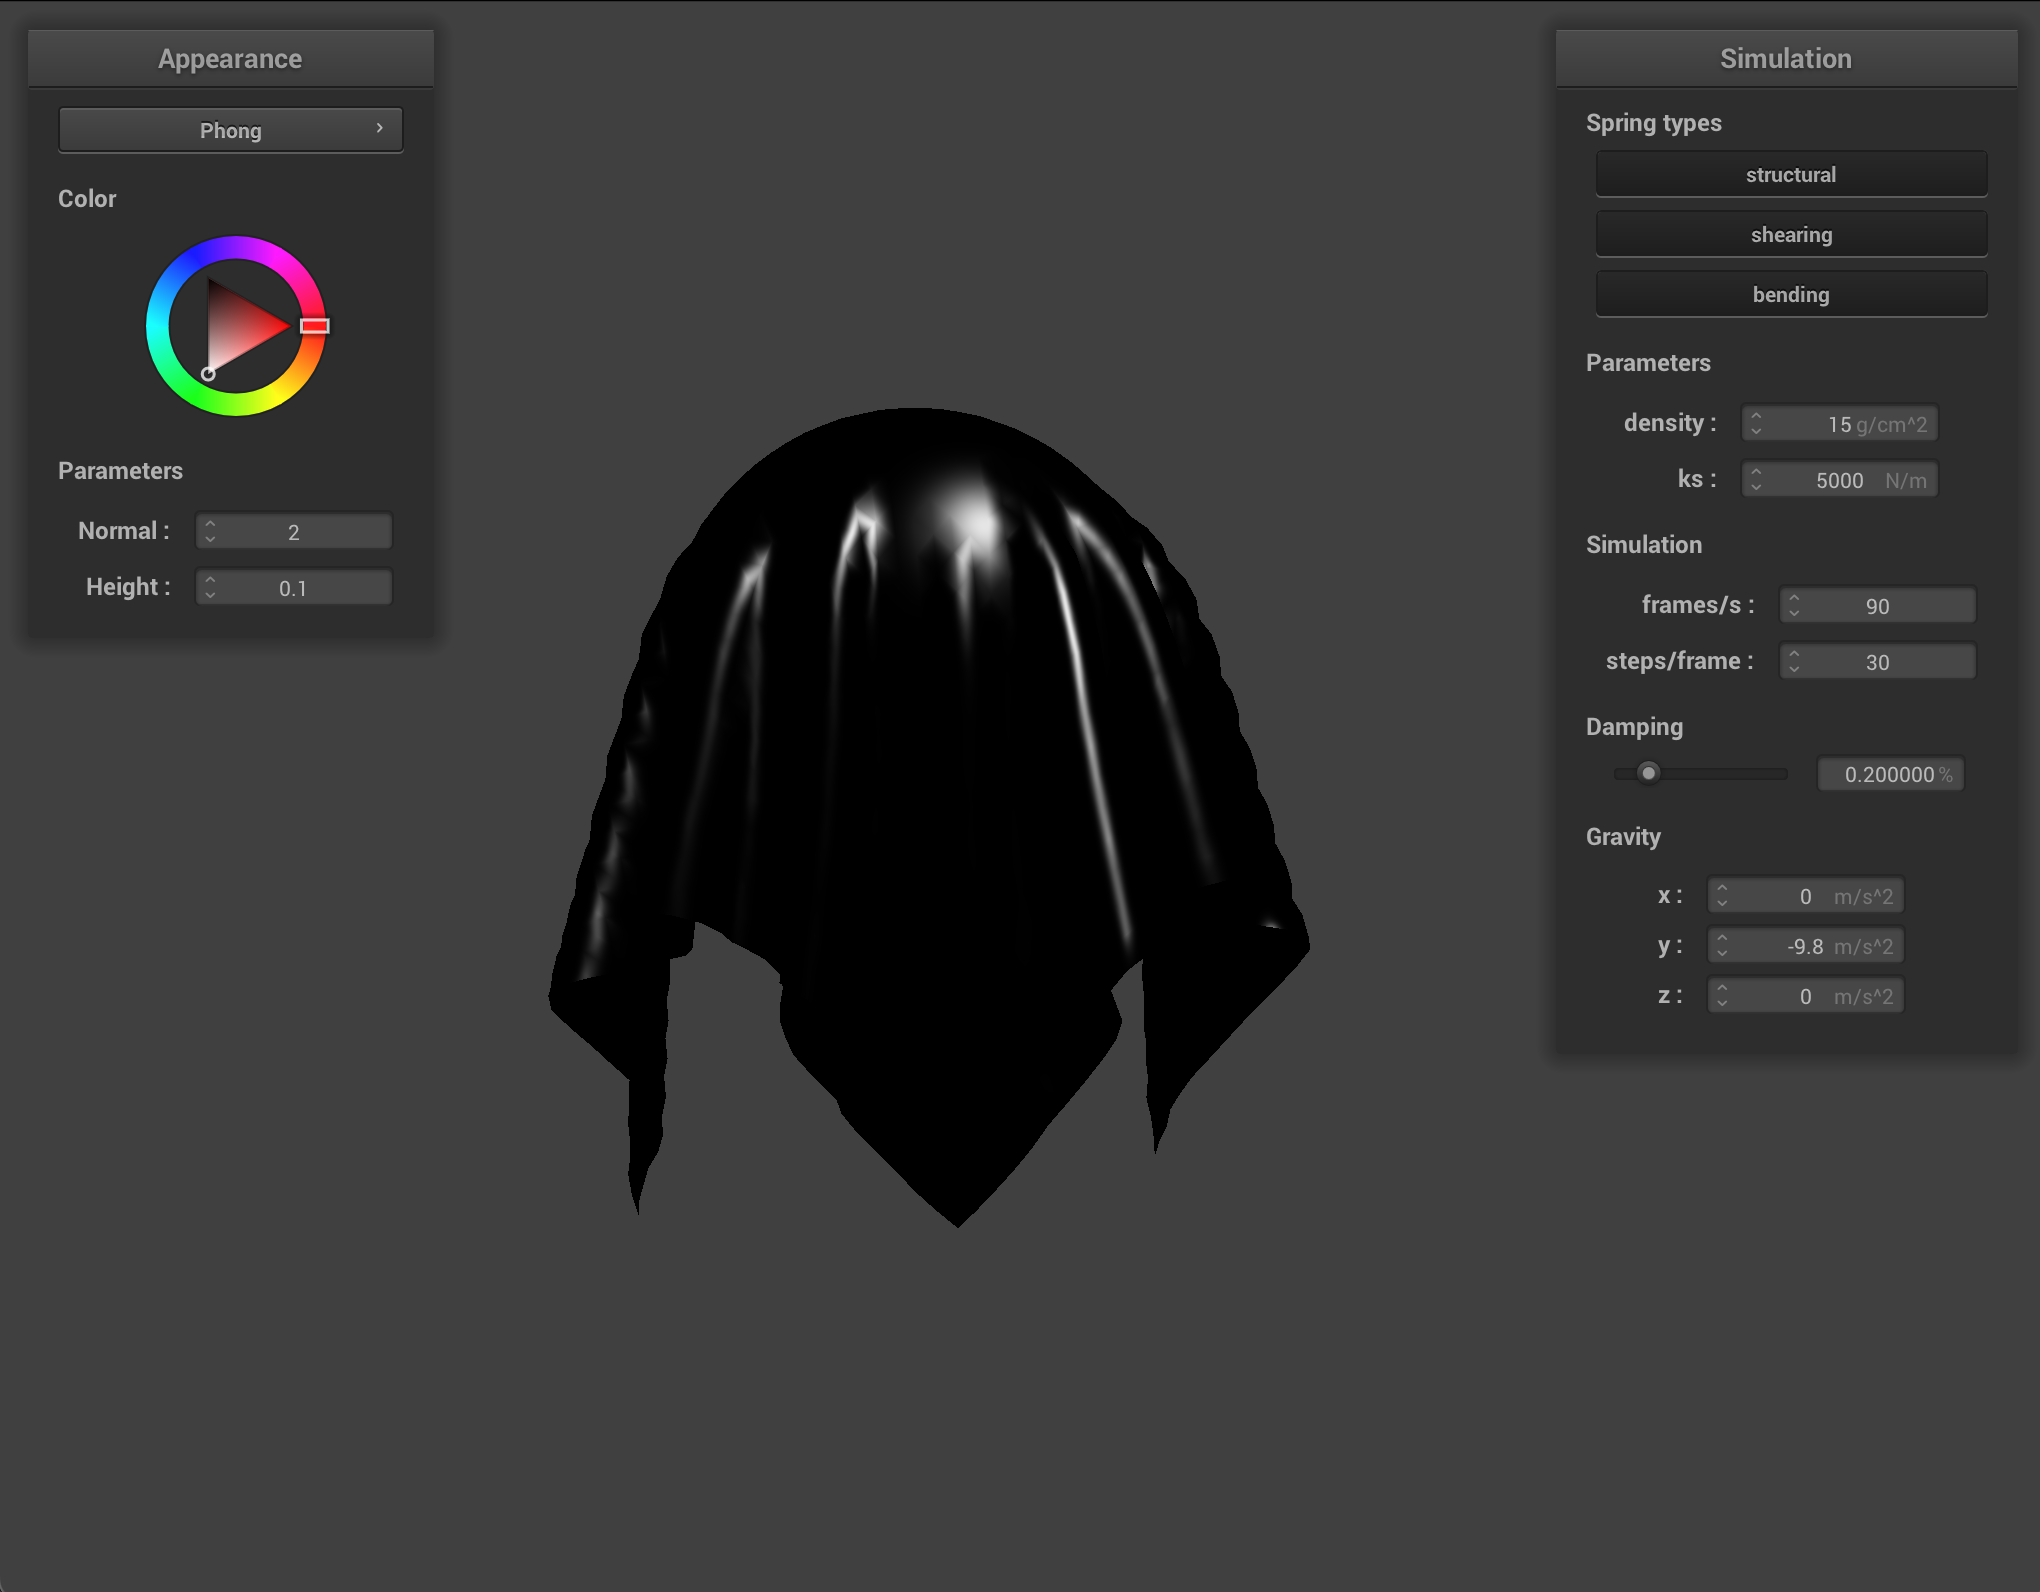 Appearance
Phong
Color
Parameters
Normal : 2
Height : 0.1
Simulation
Spring types
structural
shearing
bending
Parameters
density : 15 g/cm^2
ks : 5000 N/m
Simulation
frames/s : 90
steps/frame : 30
Damping
0.200000 %
Gravity
x : 0 m/s^2
y : -9.8 m/s^2
z : 0 m/s^2